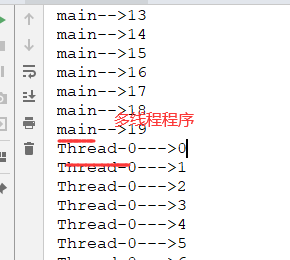 main-->13
main-->14
main-->15
main-->16
main-->17
main-->18
main-->19
多线程程序
Thread-0--->0
Thread-0--->1
Thread-0--->2
Thread-0--->3
Thread-0--->4
Thread-0--->5